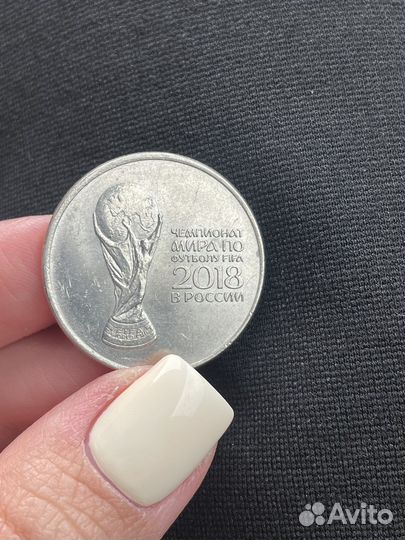 ЧЕМПИОНАТ
МИРА ПО
ФУТБОЛУ FIFA
2018
В РОССИИ
Avito